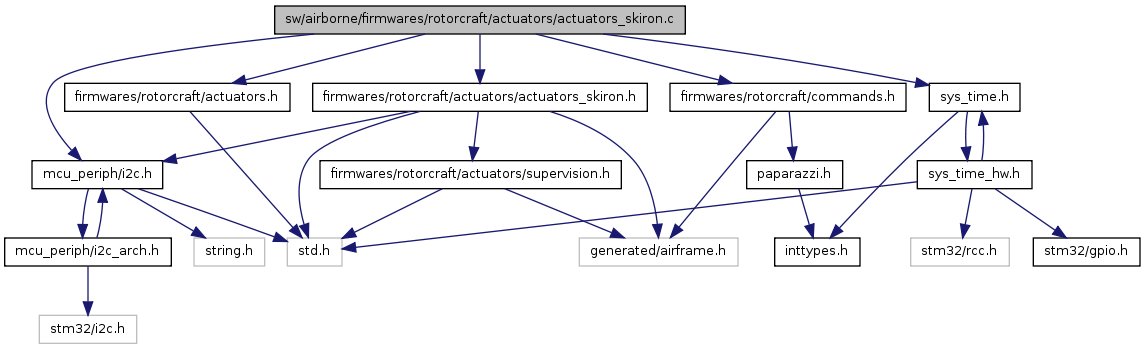 sw/airborne/firmwares/rotorcraft/actuators/actuators_skiron.c
firmwares/rotorcraft/actuators.h
firmwares/rotorcraft/actuators/actuators_skiron.h
firmwares/rotorcraft/commands.h
sys_time.h
mcu_periph/i2c.h
firmwares/rotorcraft/actuators/supervision.h
paparazzi.h
sys_time_hw.h
mcu_periph/i2c_arch.h
string.h
std.h
generated/airframe.h
inttypes.h
stm32/rcc.h
stm32/gpio.h
stm32/i2c.h